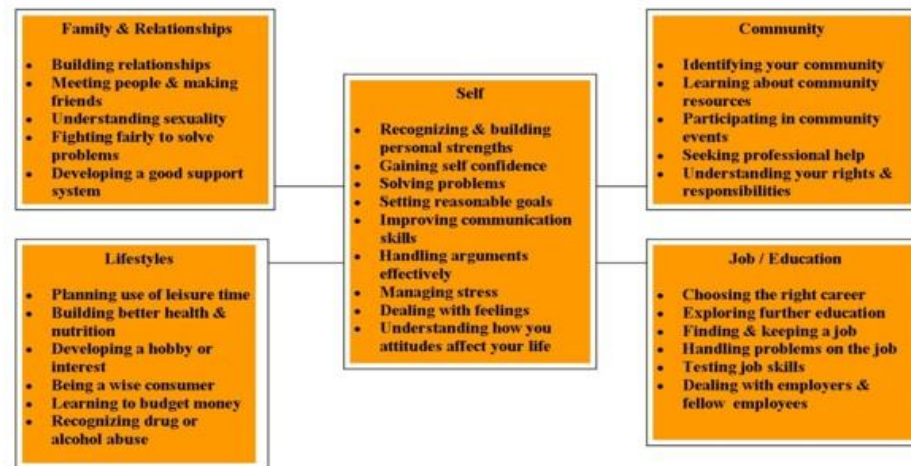 Family & Relationships
• Building relationships
• Meeting people & making
friends
• Understanding sexuality
• Fighting fairly to solve
problems
• Developing a good support
system
Lifestyles
• Planning use of leisure time
• Building better health &
nutrition
• Developing a hobby or
interest
• Being a wise consumer
• Learning to budget money
• Recognizing drug or
alcohol abuse
Self
• Recognizing & building
personal strengths
• Gaining self confidence
• Solving problems
• Setting reasonable goals
• Improving communication
skills
• Handling arguments
effectively
• Managing stress
• Dealing with feelings
• Understanding how you
attitudes affect your life
Community
• Identifying your community
• Learning about community
resources
• Participating in community
events
• Seeking professional help
• Understanding your rights &
responsibilities
Job / Education
• Choosing the right career
• Exploring further education
• Finding & keeping a job
• Handling problems on the job
• Testing job skills
• Dealing with employers &
fellow employees